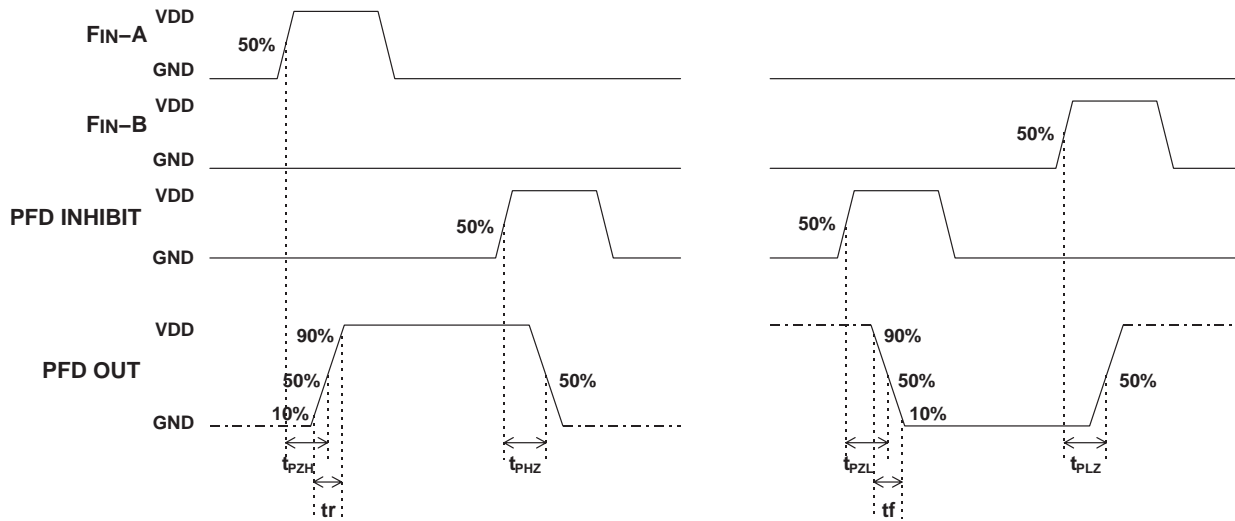 VDD
FIN–A
50%
GND
VDD
FIN–B
50%
GND
VDD
PFD INHIBIT
50%
50%
GND
VDD
90%
90%
PFD OUT
50%
50%
50%
50%
10%
10%
GND
tPZH
tPHZ
tPZL
tPLZ
tr
tf